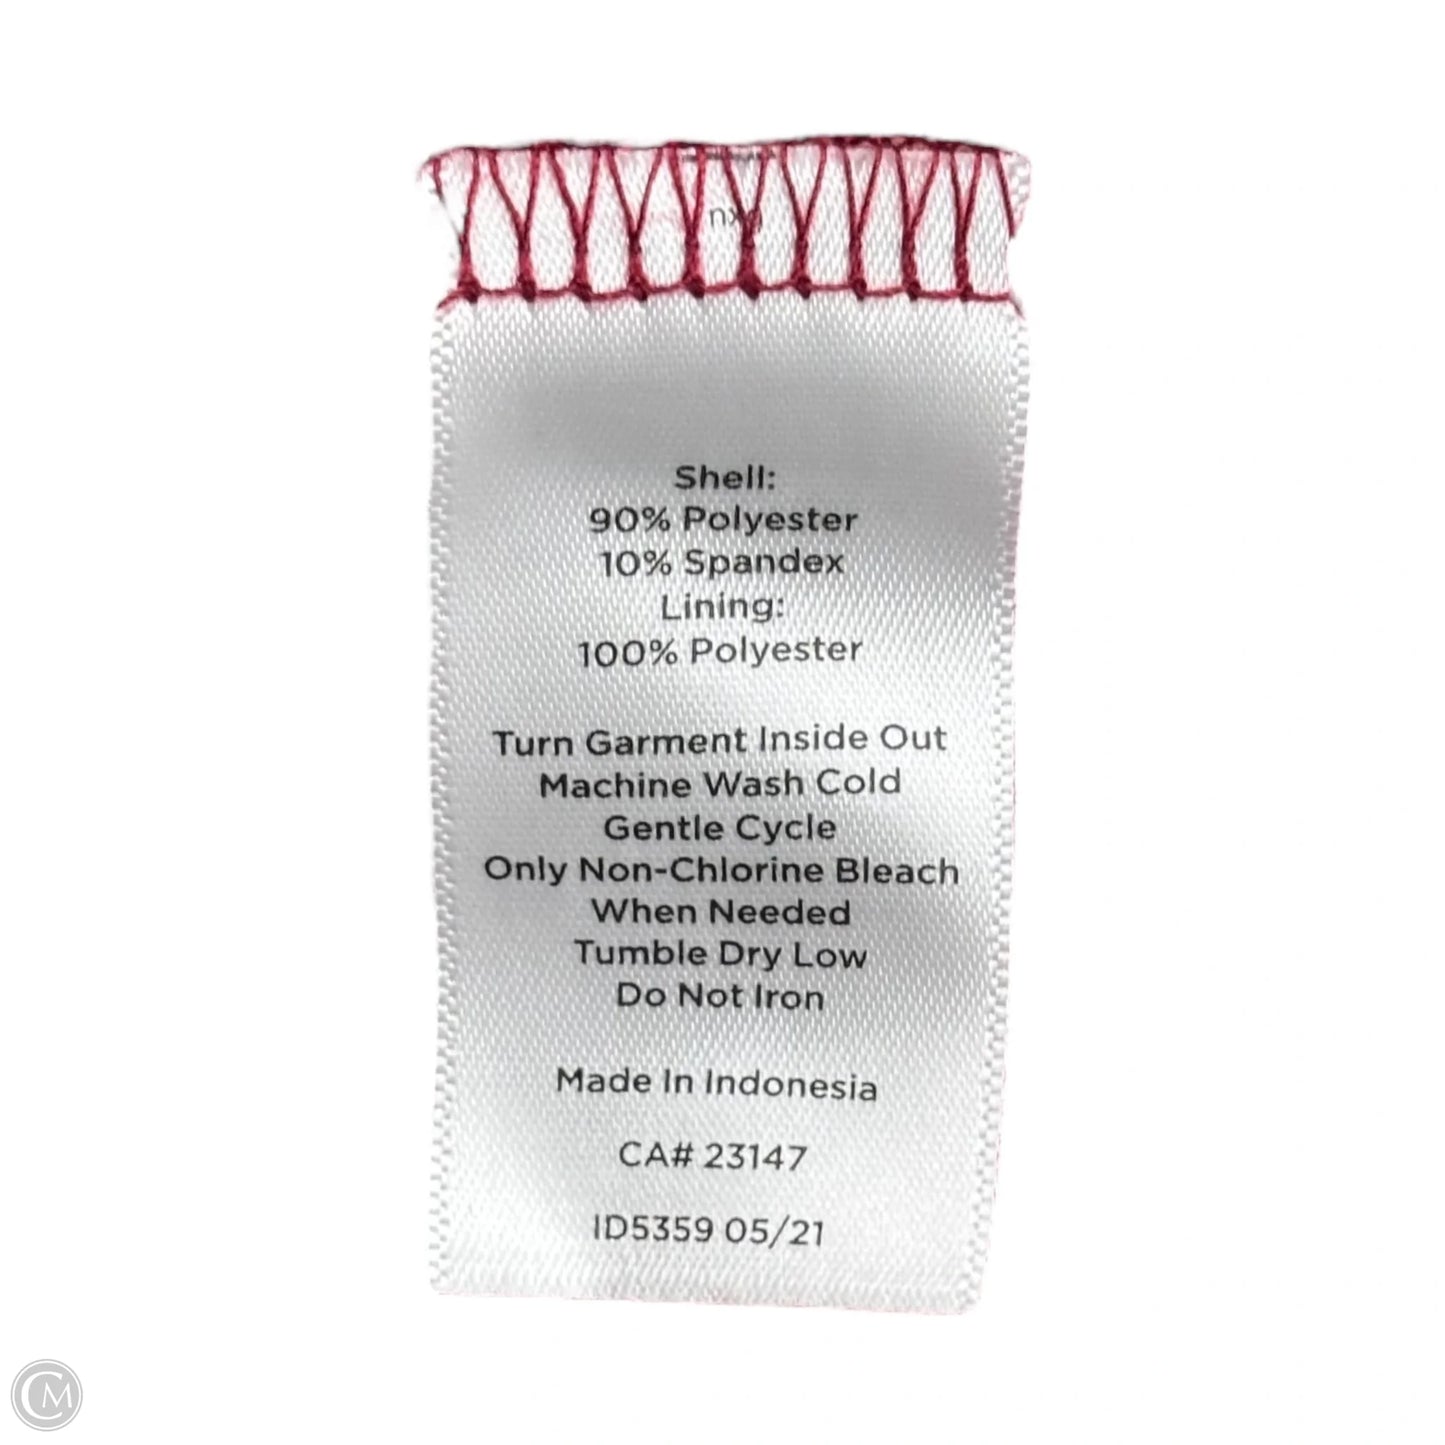 Shell:
90% Polyester
10% Spandex
Lining:
100% Polyester
Turn Garment Inside Out
Machine Wash Cold
Gentle Cycle
Only Non-Chlorine Bleach
When Needed
Tumble Dry Low
Do Not Iron
Made In Indonesia
CA# 23147
ID5359 05/21
CM